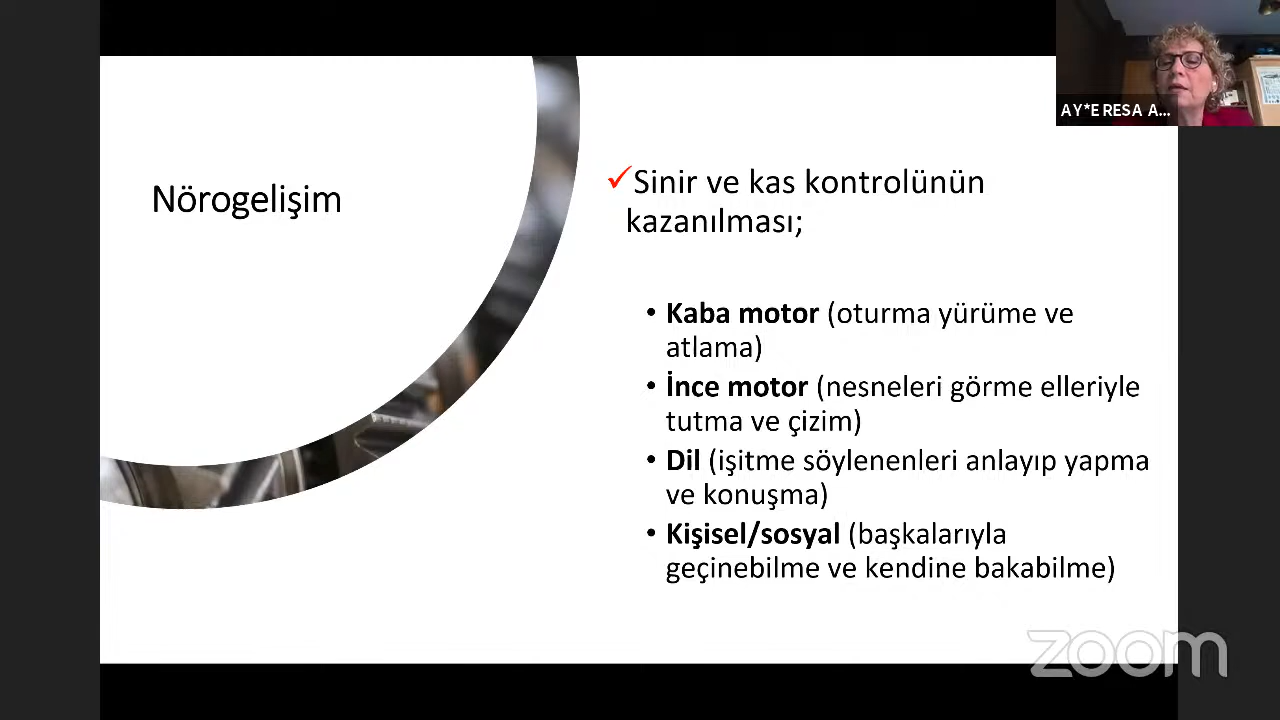 AY*E RESA A...
Nörogelişim
✓Sinir ve kas kontrolünün
kazanılması;
• Kaba motor (oturma yürüme ve
atlama)
• İnce motor (nesneleri görme elleriyle
tutma ve çizim)
• Dil (işitme söylenenleri anlayıp yapma
ve konuşma)
• Kişisel/sosyal (başkalarıyla
geçinebilme ve kendine bakabilme)
zoom